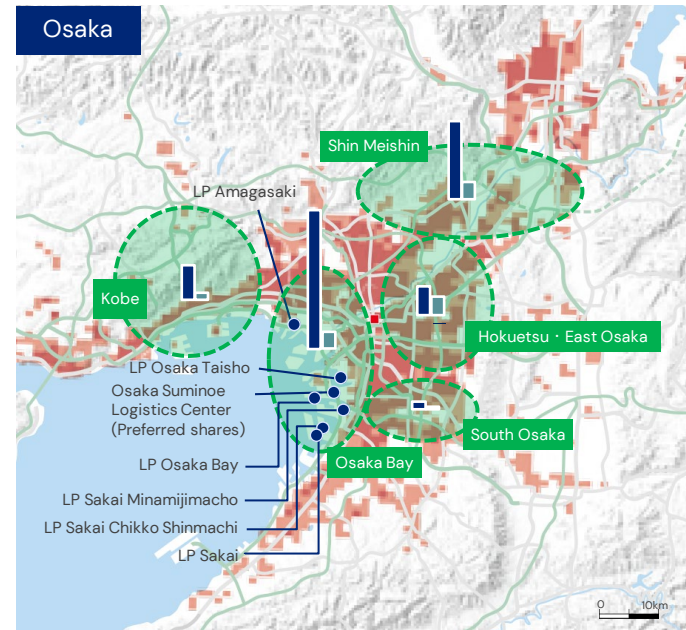 Osaka
Shin Meishin
LP Amagasaki
Kobe
Hokuetsu・East Osaka
LP Osaka Taisho
Osaka Suminoe
Logistics Center
(Preferred shares)
South Osaka
LP Osaka Bay
Osaka Bay
LP Sakai Minamijimacho
LP Sakai Chikko Shinmachi
LP Sakai
0 10km